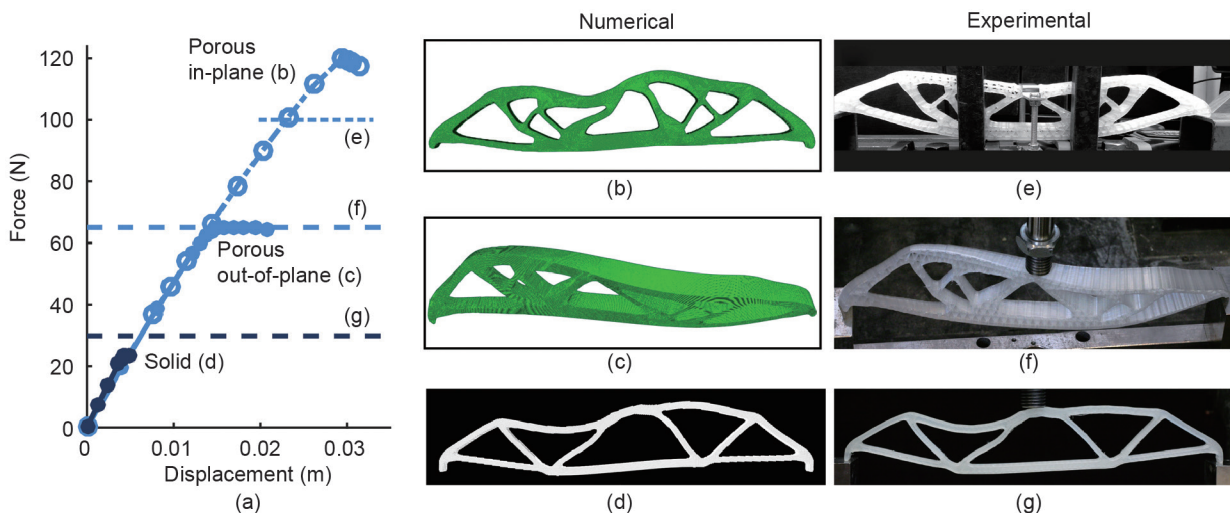 Numerical
Experimental
Force (N)
120
100
80
60
40
20
0
Porous
in-plane (b)
(e)
(f)
Porous
out-of-plane (c)
(g)
Solid (d)
0
0.01
0.02
0.03
Displacement (m)
(a)
(b)
(e)
(c)
(f)
(d)
(g)